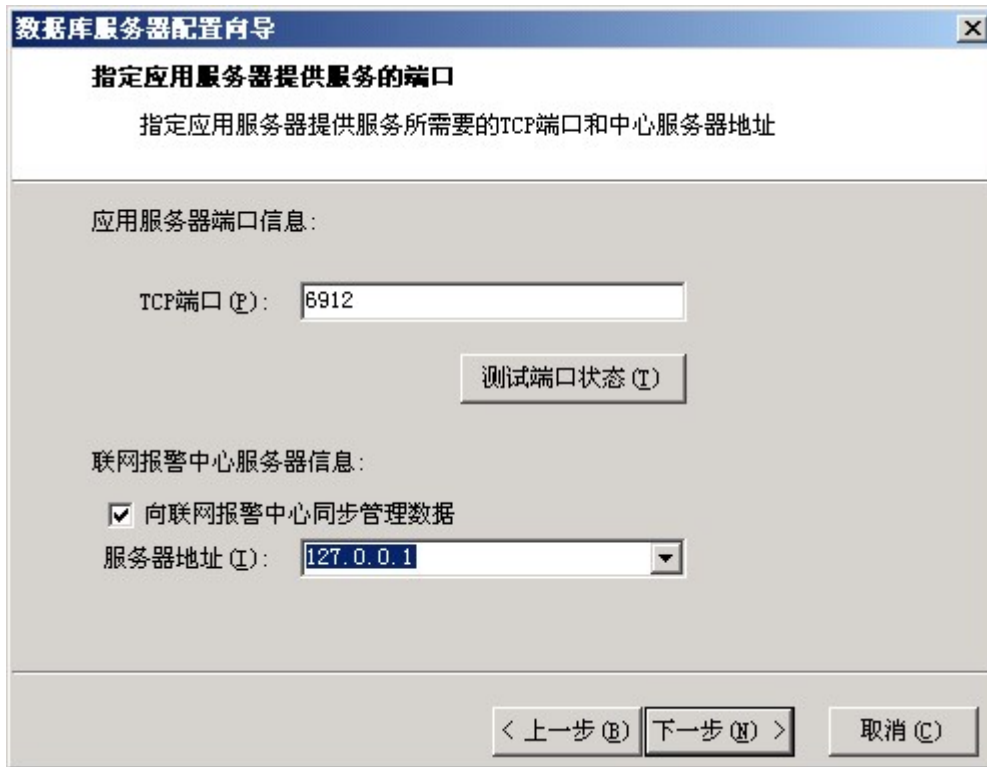 数据库服务器配置向导
指定应用服务器提供服务的端口
指定应用服务器提供服务所需要的TCP端口和中心服务器地址
应用服务器端口信息:
TCP端口(P): 6912
测试端口状态(T)
联网报警中心服务器信息:
向联网报警中心同步管理数据
服务器地址(I): 127.0.0.1
< 上一步(B) 下一步(N) > 取消(C)